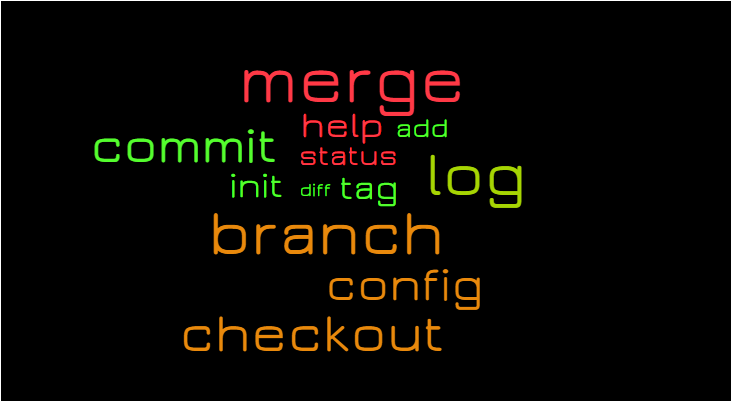 merge
help add
commit
status
log
init diff tag
branch
config
checkout